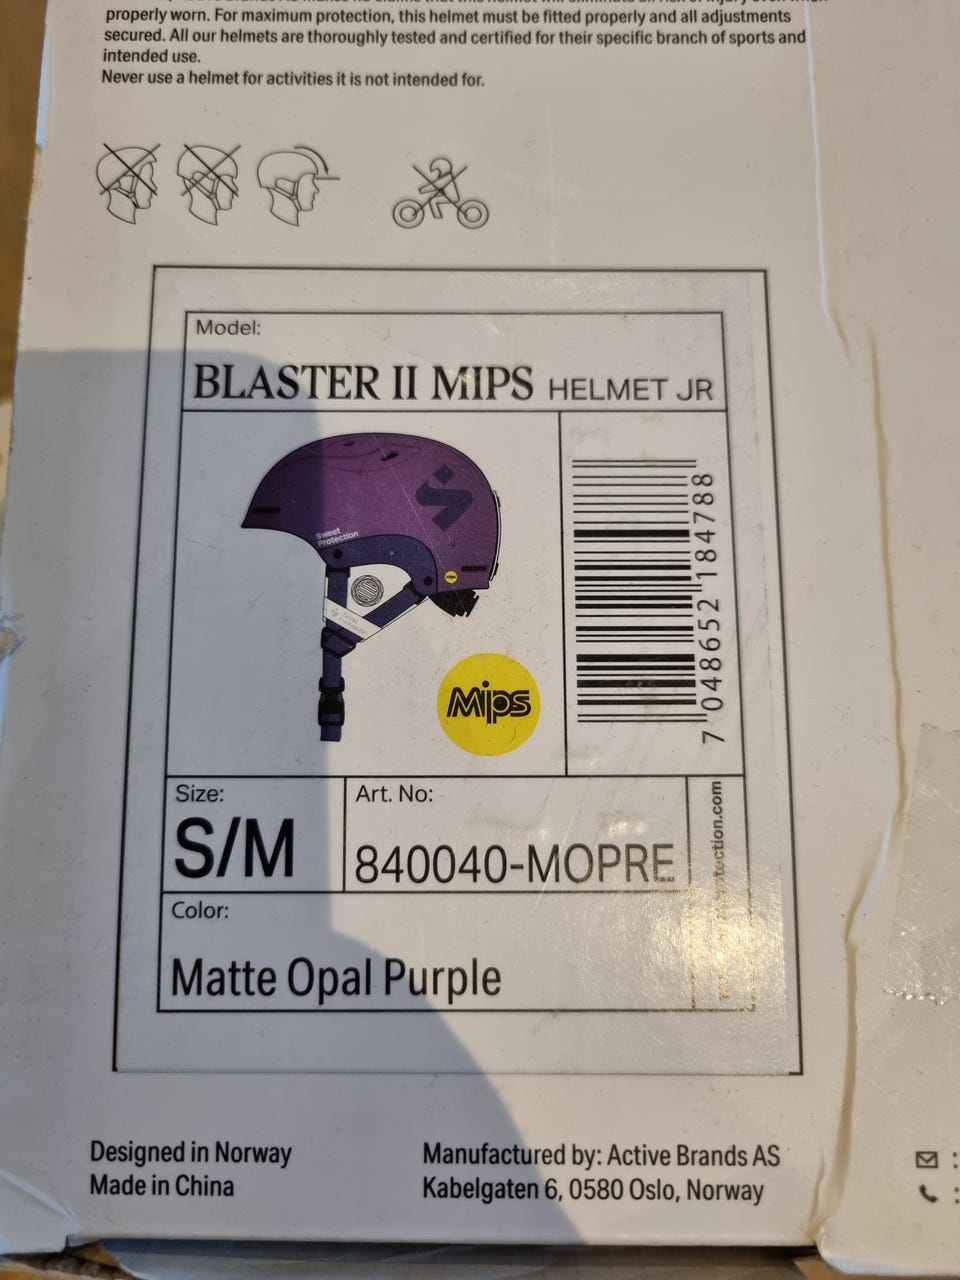 properly worn. For maximum protection, this helmet must be fitted properly and all adjustments
secured. All our helmets are thoroughly tested and certified for their specific branch of sports and
intended use.
Never use a helmet for activities it is not intended for.
Model:
BLASTER II MIPS HELMET JR
Sweet
Protection
mips
Mips
7 048652 184788
Size:
S/M
Art. No:
840040-MOPRE
Color:
Matte Opal Purple
Designed in Norway
Made in China
Manufactured by: Active Brands AS
Kabelgaten 6, 0580 Oslo, Norway
:
: